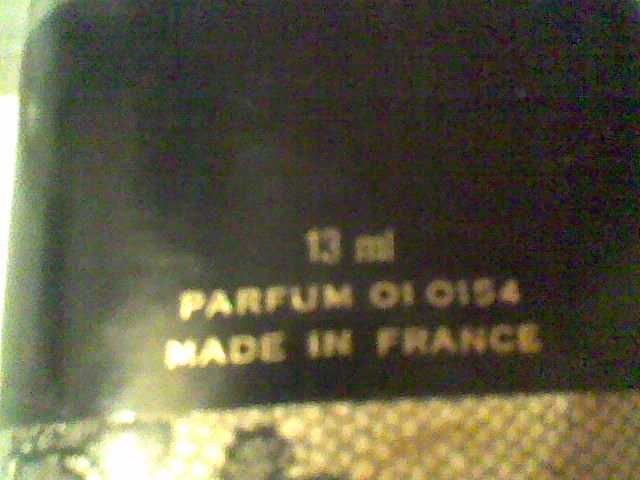 13 ml
PARFUM 01 0154
MADE IN FRANCE